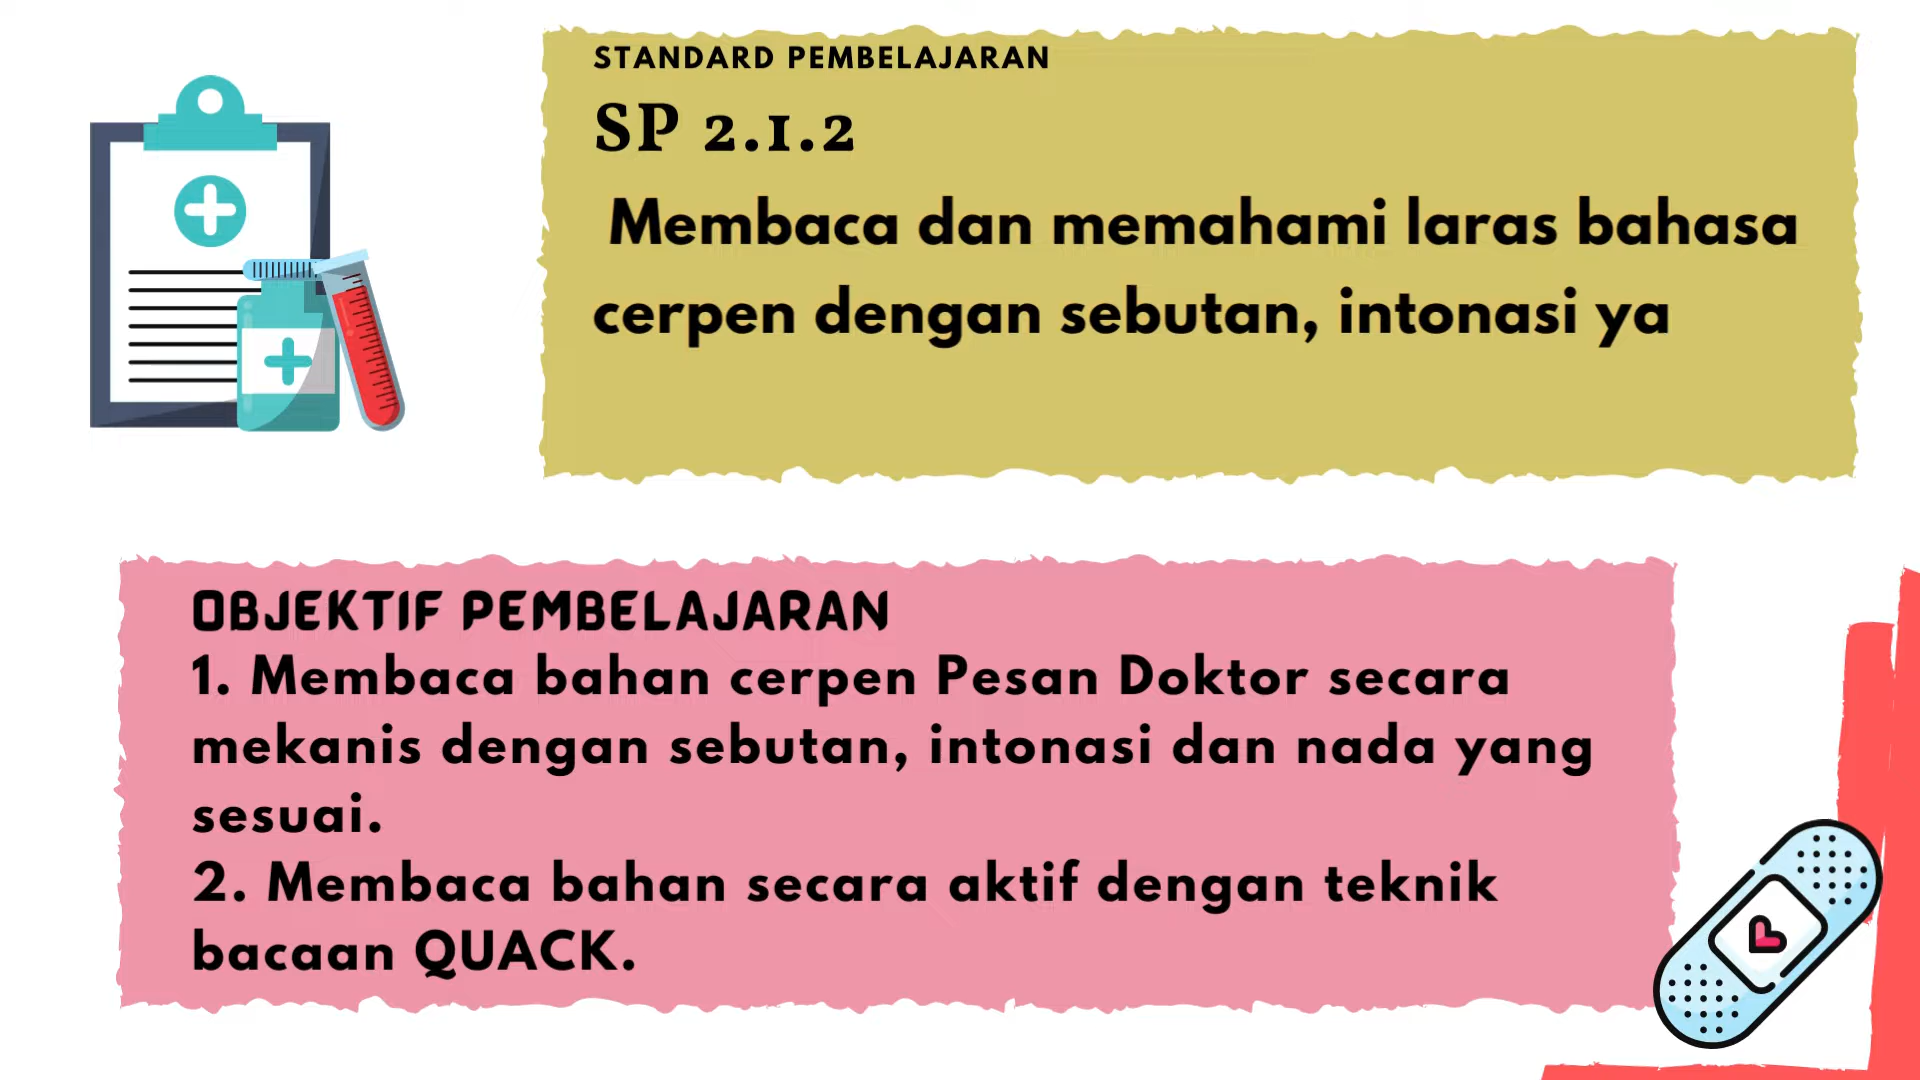 STANDARD PEMBELAJARAN
SP 2.1.2
Membaca dan memahami laras bahasa
cerpen dengan sebutan, intonasi ya
OBJEKTIF PEMBELAJARAN
1. Membaca bahan cerpen Pesan Doktor secara
mekanis dengan sebutan, intonasi dan nada yang
sesuai.
2. Membaca bahan secara aktif dengan teknik
bacaan QUACK.